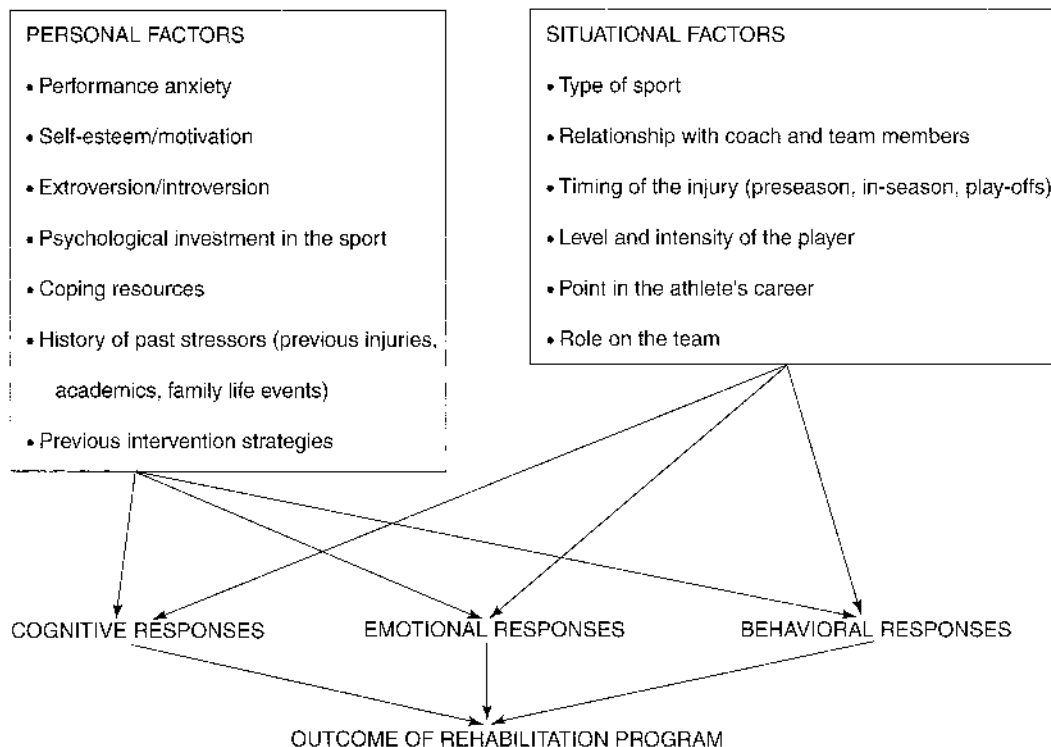 PERSONAL FACTORS
• Performance anxiety
• Self-esteem/motivation
• Extroversion/introversion
• Psychological investment in the sport
• Coping resources
• History of past stressors (previous injuries,
academics, family life events)
• Previous intervention strategies
SITUATIONAL FACTORS
• Type of sport
• Relationship with coach and team members
• Timing of the injury (preseason, in-season, play-offs)
• Level and intensity of the player
• Point in the athlete's career
• Role on the team
COGNITIVE RESPONSES
EMOTIONAL RESPONSES
BEHAVIORAL RESPONSES
OUTCOME OF REHABILITATION PROGRAM